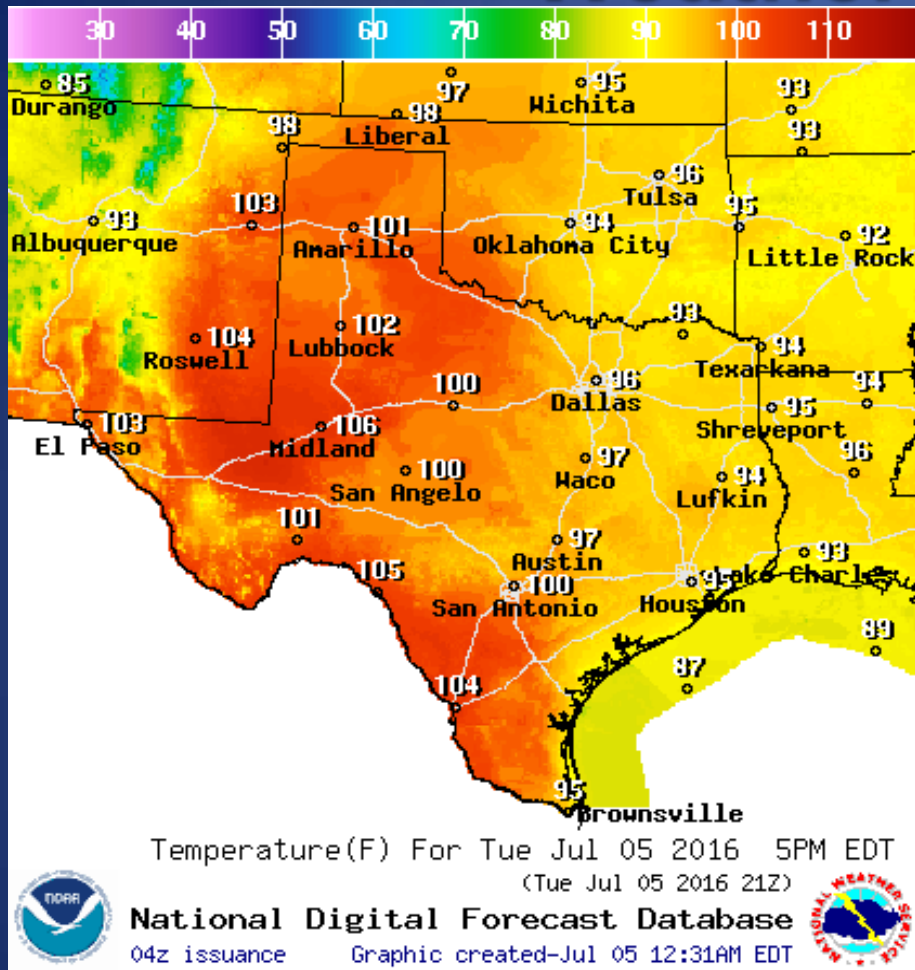 30 40 50 60 70 80 90 100 110
85
Durango
97
95
Wichita
93
98
Liberal
98
93
96
Tulsa
93
Albuquerque
103
101
Amarillo
94
Oklahoma City
95
92
Little Rock
104
Roswell
102
Lubbock
93
94
Texarkana
100
96
Dallas
95
Shreveport
94
103
El Paso
106
Midland
100
San Angelo
97
Waco
94
Lufkin
96
101
97
Austin
93
Lake Charles
105
100
San Antonio
95
Houston
89
87
104
95
Brownsville
Temperature(F) For Tue Jul 05 2016 5PM EDT
(Tue Jul 05 2016 21Z)
NOAA
National Digital Forecast Database
04z issuance Graphic created-Jul 05 12:31AM EDT
NATIONAL WEATHER SERVICE